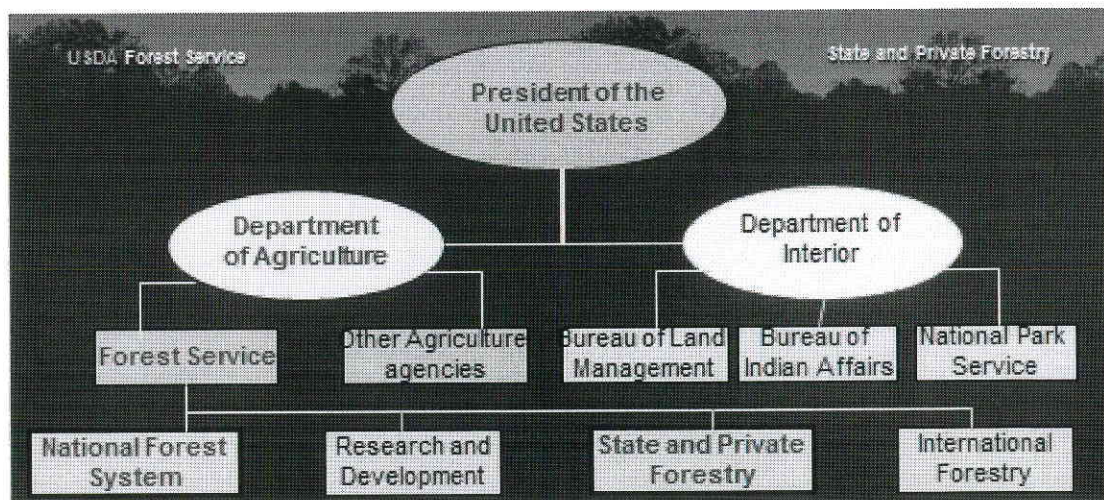 USDA Forest Service
State and Private Forestry
President of the
United States
Department
of Agriculture
Department of
Interior
Forest Service
Other Agriculture
agencies
Bureau of Land
Management
Bureau of
Indian Affairs
National Park
Service
National Forest
System
Research and
Development
State and Private
Forestry
International
Forestry